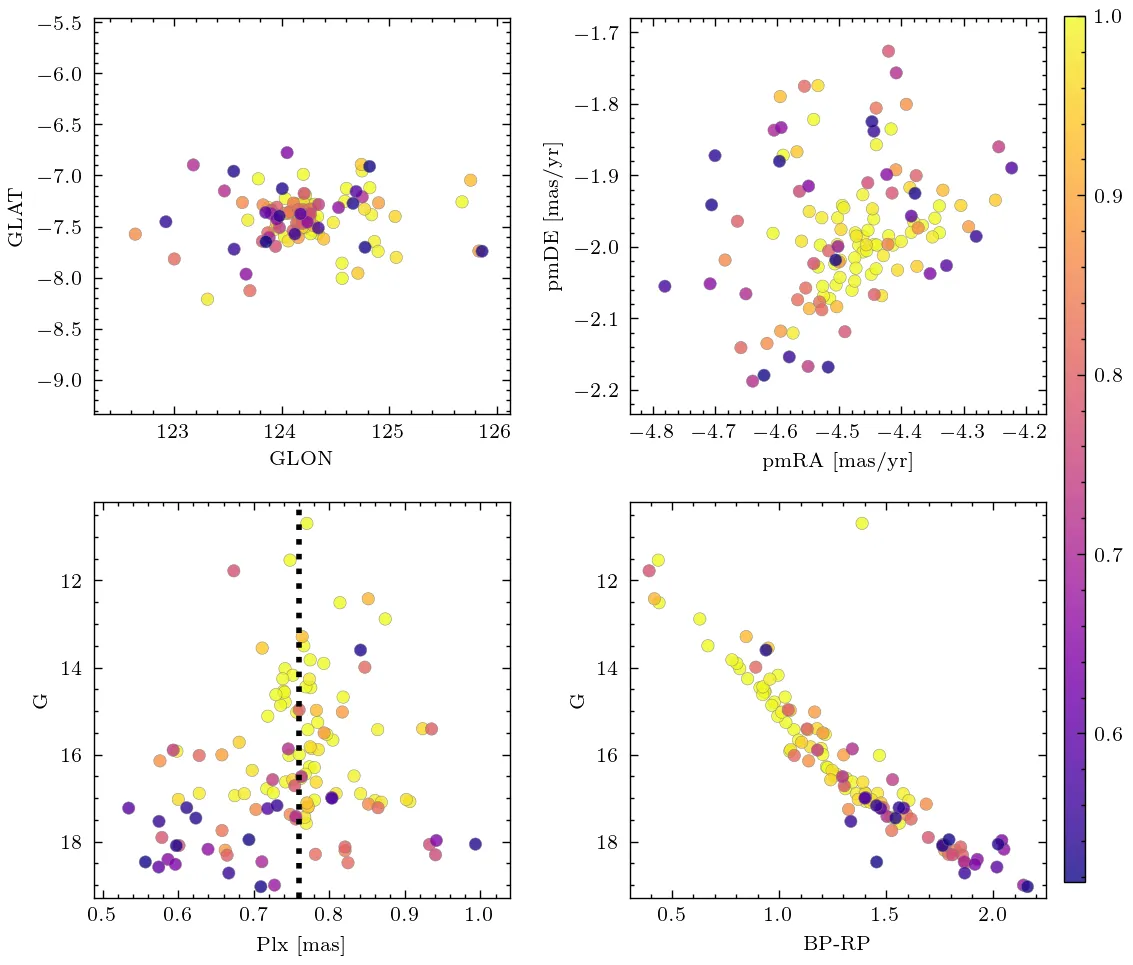 −5.5
−6.0
−6.5
−7.0
−7.5
−8.0
−8.5
−9.0
GLAT
123 124 125 126
GLON
−1.7
−1.8
−1.9
−2.0
−2.1
−2.2
pmDE [mas/yr]
−4.8 −4.7 −4.6 −4.5 −4.4 −4.3 −4.2
pmRA [mas/yr]
1.0
0.9
0.8
0.7
0.6
12
14
16
18
G
0.5 0.6 0.7 0.8 0.9 1.0
Plx [mas]
12
14
16
18
G
0.5 1.0 1.5 2.0
BP-RP